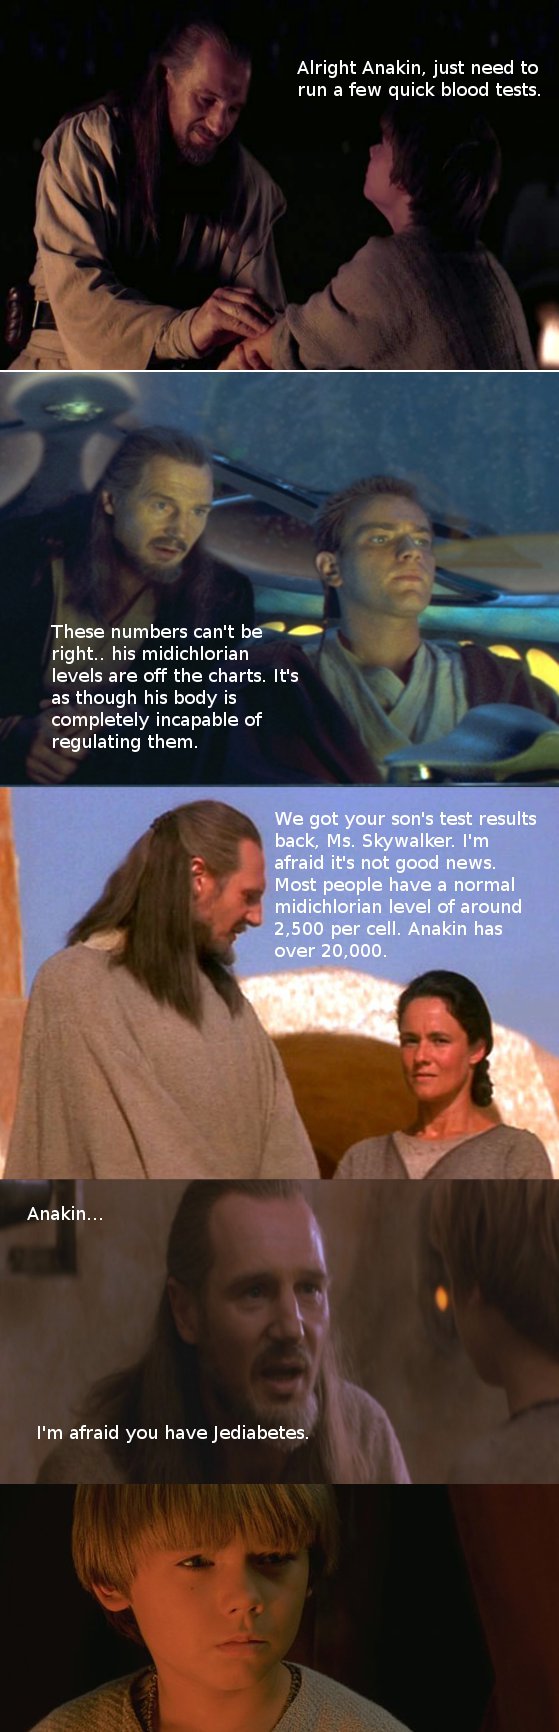 Alright Anakin, just need to
run a few quick blood tests.
These numbers can't be
right.. his midichlorian
levels are off the charts. It's
as though his body is
completely incapable of
regulating them.
We got your son's test results
back, Ms. Skywalker. I'm
afraid it's not good news.
Most people have a normal
midichlorian level of around
2,500 per cell. Anakin has
over 20,000.
Anakin...
I'm afraid you have Jediabetes.